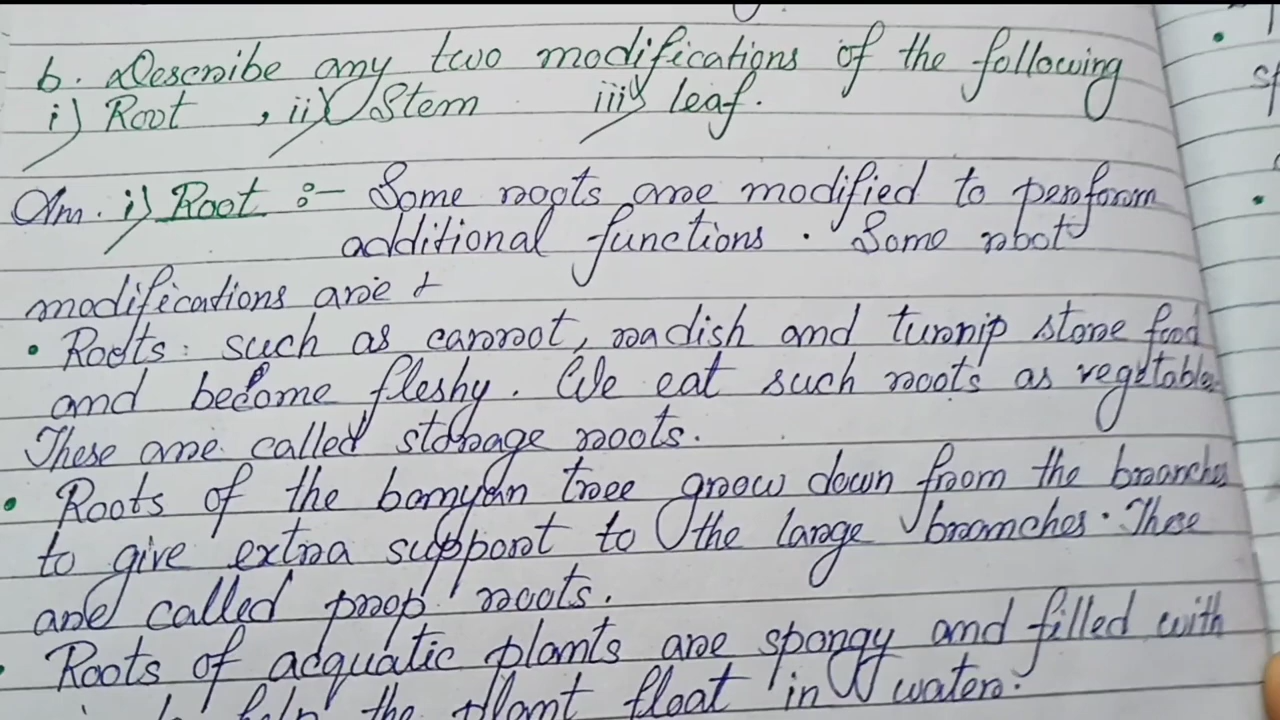 b. Describe any two modifications of the following
i) Root , ii) Stem iii) leaf.
Ans. i) Root :- Some roots are modified to perform
additional functions. Some root
modifications are
• Roots such as carrot, radish and turnip store food
and become fleshy. We eat such roots as vegetable
These are called storage roots.
• Roots of the banyan tree grow down from the branches
to give extra support to the large branches. These
are called prop roots.
• Roots of acquatic plants are spongy and filled with
help the plant float in water.